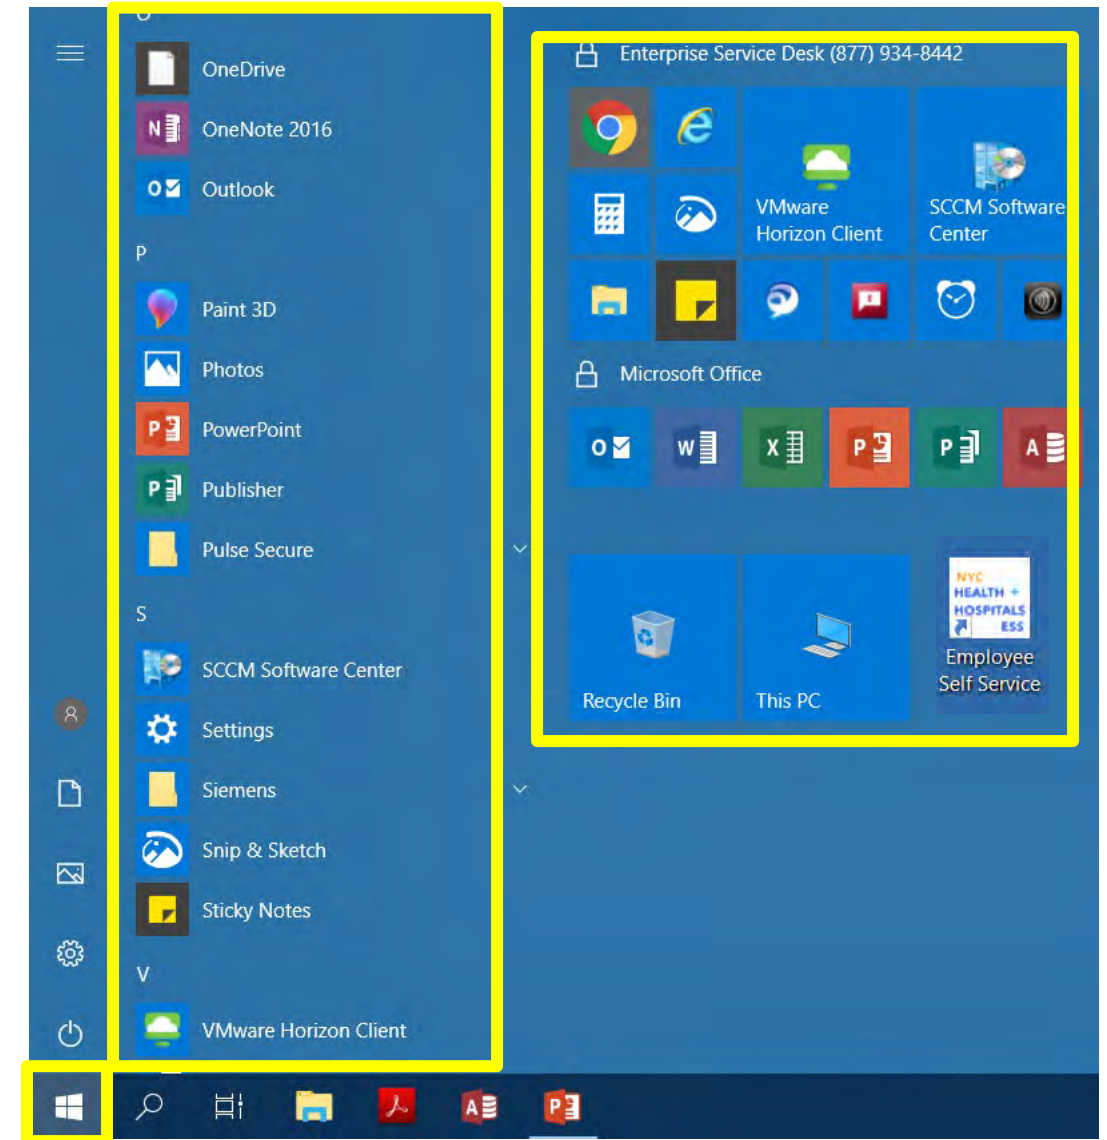 O
OneDrive
OneNote 2016
Outlook
P
Paint 3D
Photos
PowerPoint
Publisher
Pulse Secure
S
SCCM Software Center
Settings
Siemens
Snip & Sketch
Sticky Notes
V
VMware Horizon Client
Enterprise Service Desk (877) 934-8442
VMware
Horizon Client
SCCM Software
Center
Microsoft Office
Recycle Bin
This PC
NYC
HEALTH +
HOSPITALS
ESS
Employee
Self Service